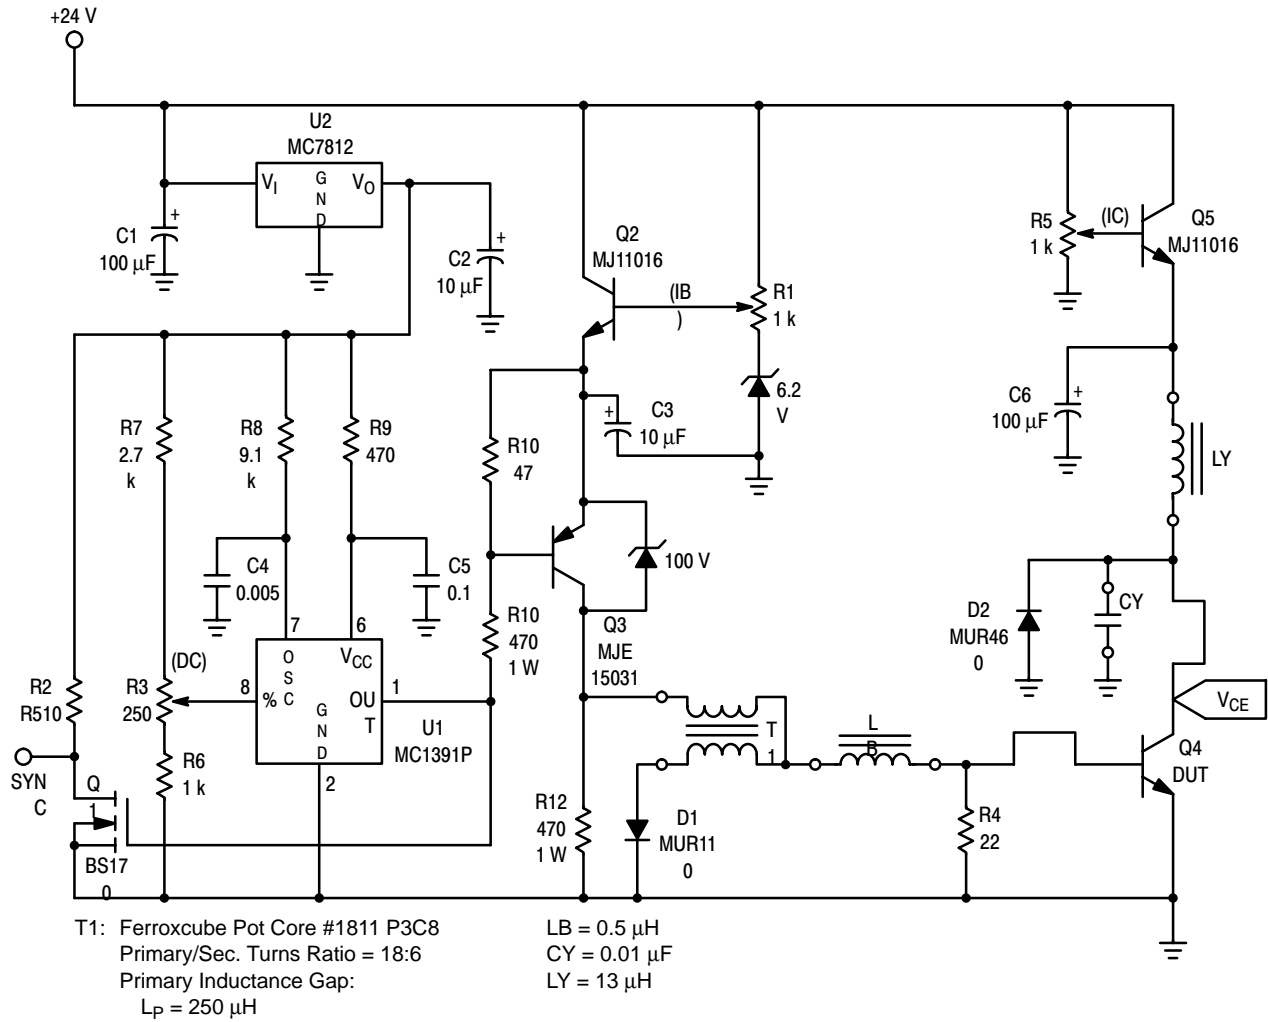 +24 V
U2
MC7812
V_I
G
N
D
V_O
C1
100 μF
+
C2
10 μF
+
Q2
MJ11016
(IB
)
R1
1 k
R5
1 k
(IC)
Q5
MJ11016
6.2
V
C3
10 μF
+
C6
100 μF
+
LY
R7
2.7
k
R8
9.1
k
R9
470
R10
47
C4
0.005
C5
0.1
100 V
R10
470
1 W
Q3
MJE
15031
D2
MUR46
0
CY
7
6
O
S
C
V_CC
(DC)
8
%
OU
T
1
G
N
D
2
U1
MC1391P
R2
R510
R3
250
R6
1 k
SYN
C
Q
1
BS17
0
T
1
L
B
V_CE
Q4
DUT
R12
470
1 W
D1
MUR11
0
R4
22
T1: Ferroxcube Pot Core #1811 P3C8
Primary/Sec. Turns Ratio = 18:6
Primary Inductance Gap:
L_P = 250 μH
LB = 0.5 μH
CY = 0.01 μF
LY = 13 μH